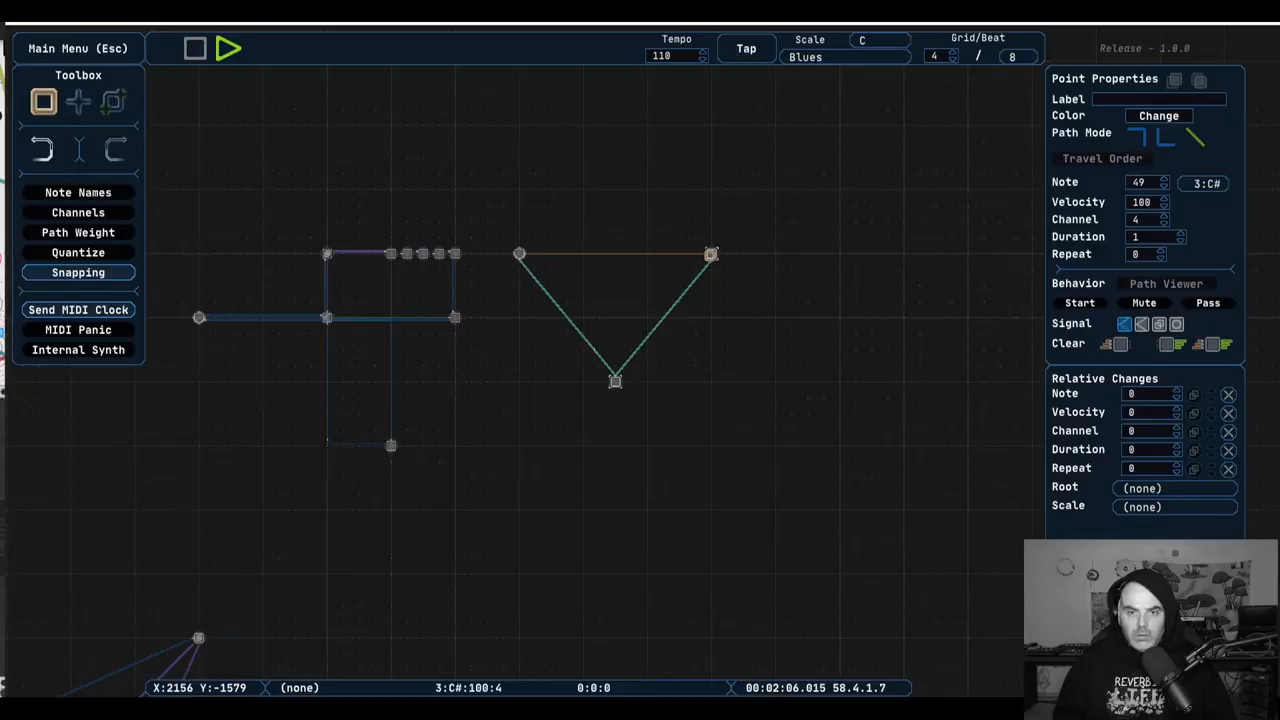 Main Menu (Esc)
Tempo
110
Tap
Scale
C
Blues
Grid/Beat
4 / 8
Release - 1.0.0
Toolbox
Note Names
Channels
Path Weight
Quantize
Snapping
Send MIDI Clock
MIDI Panic
Internal Synth
Point Properties
Label
Color Change
Path Mode
Travel Order
Note 49 3:C#
Velocity 100
Channel 4
Duration 1
Repeat 0
Behavior Path Viewer
Start Mute Pass
Signal
Clear
Relative Changes
Note 0
Velocity 0
Channel 0
Duration 0
Repeat 0
Root (none)
Scale (none)
X:2156 Y:-1579 (none) 3:C#:100:4 0:0:0 00:02:06.015 58.4.1.7